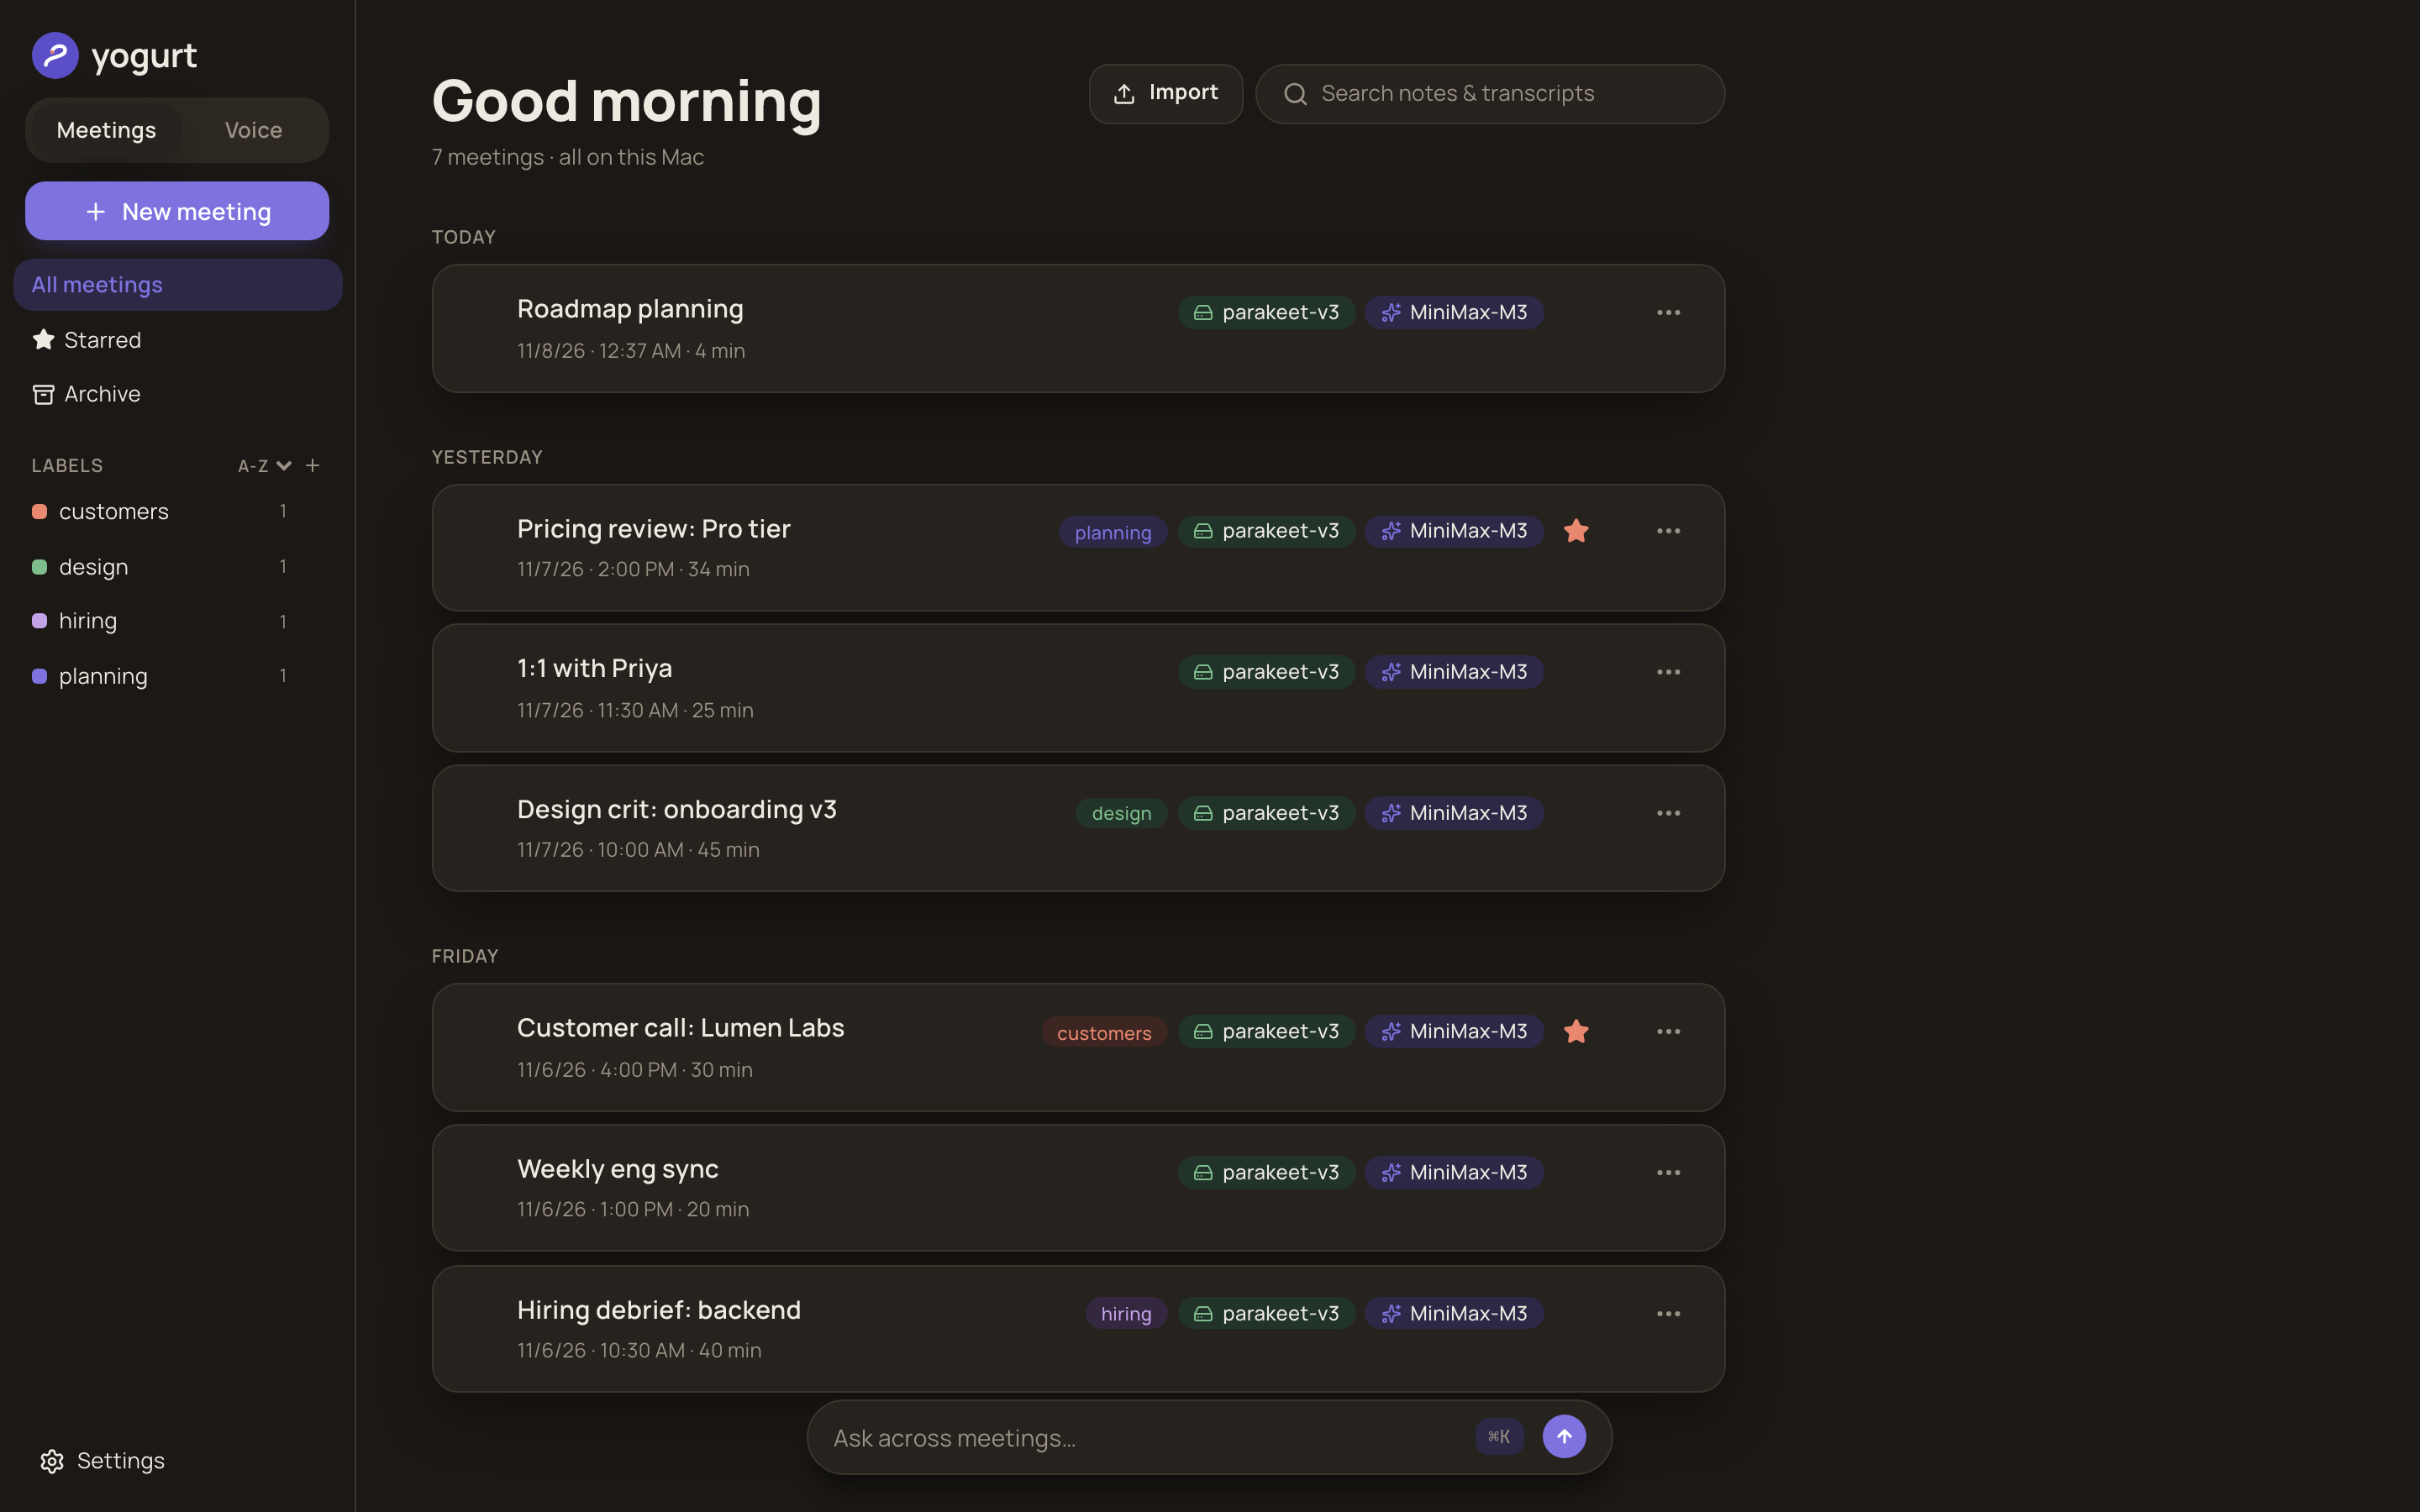 yogurt
Meetings
Voice
New meeting
All meetings
Starred
Archive
LABELS
A-Z
customers 1
design 1
hiring 1
planning 1
Settings
Good morning
7 meetings · all on this Mac
Import
Search notes & transcripts
TODAY
Roadmap planning
parakeet-v3 MiniMax-M3
11/8/26 · 12:37 AM · 4 min
YESTERDAY
Pricing review: Pro tier
planning parakeet-v3 MiniMax-M3
11/7/26 · 2:00 PM · 34 min
1:1 with Priya
parakeet-v3 MiniMax-M3
11/7/26 · 11:30 AM · 25 min
Design crit: onboarding v3
design parakeet-v3 MiniMax-M3
11/7/26 · 10:00 AM · 45 min
FRIDAY
Customer call: Lumen Labs
customers parakeet-v3 MiniMax-M3
11/6/26 · 4:00 PM · 30 min
Weekly eng sync
parakeet-v3 MiniMax-M3
11/6/26 · 1:00 PM · 20 min
Hiring debrief: backend
hiring parakeet-v3 MiniMax-M3
11/6/26 · 10:30 AM · 40 min
Ask across meetings…
⌘K